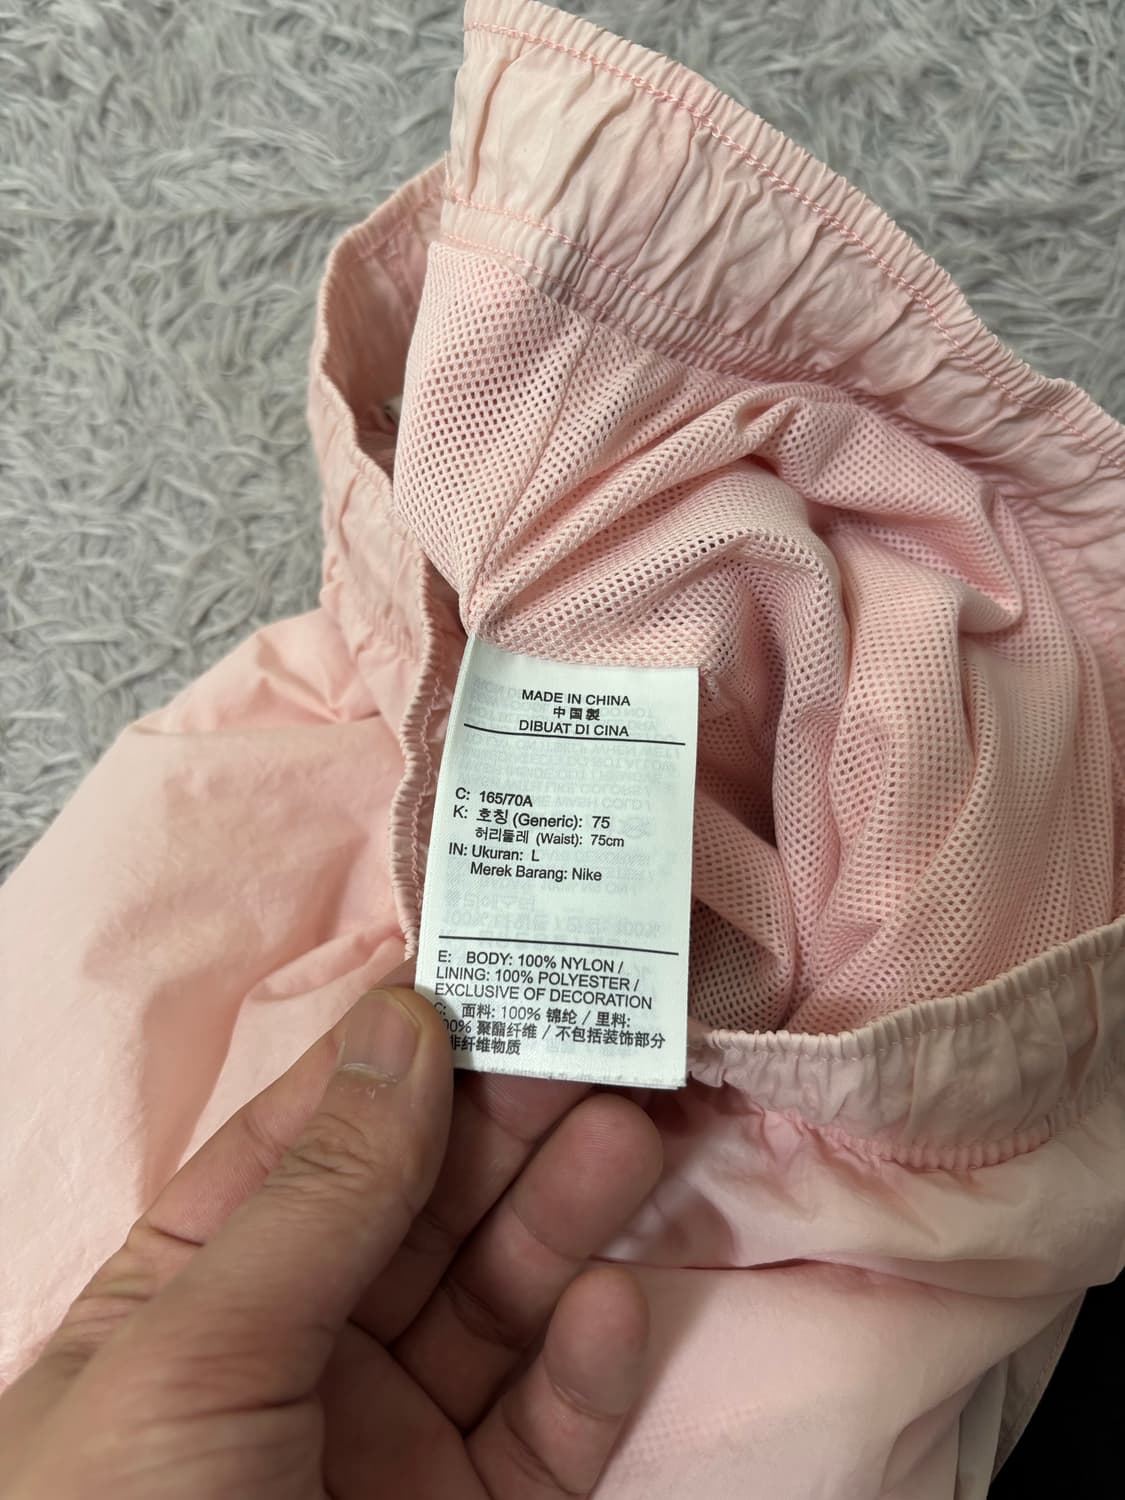 MADE IN CHINA
中国製
DIBUAT DI CINA
C: 165/70A
K: 호칭 (Generic): 75
허리둘레 (Waist): 75cm
IN: Ukuran: L
Merek Barang: Nike
E: BODY: 100% NYLON /
LINING: 100% POLYESTER /
EXCLUSIVE OF DECORATION
C: 面料: 100% 锦纶 / 里料:
00% 聚酯纤维 / 不包括装饰部分
非纤维物质